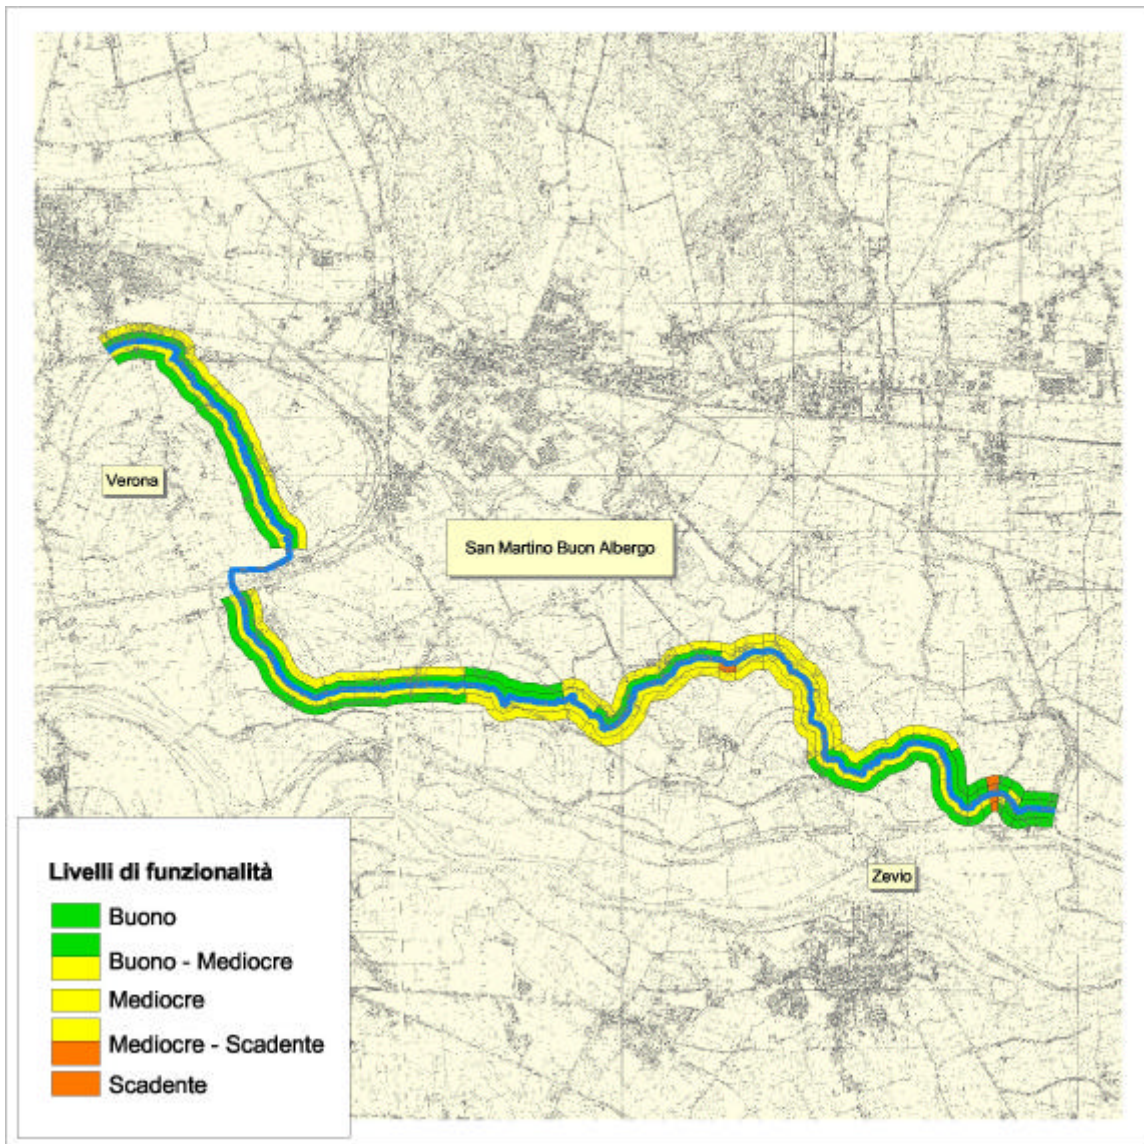 Verona
San Martino Buon Albergo
Zevio
Livelli di funzionalità
Buono
Buono - Mediocre
Mediocre
Mediocre - Scadente
Scadente